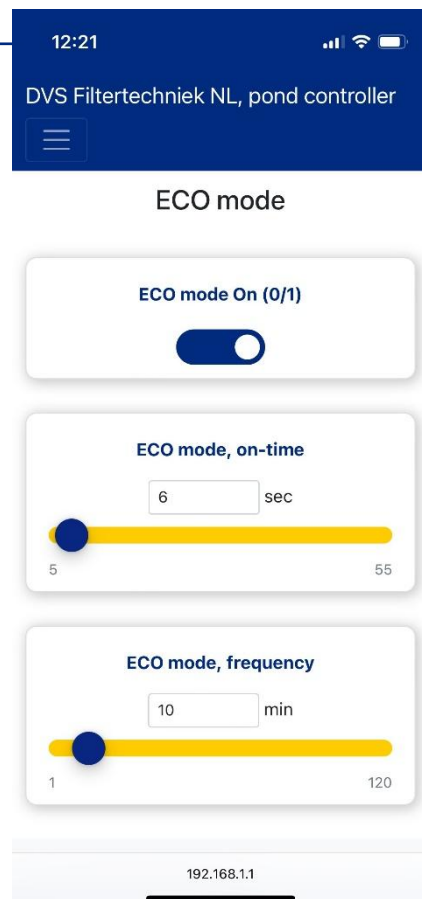 12:21
DVS Filtertechniek NL, pond controller
ECO mode
ECO mode On (0/1)
ECO mode, on-time
6 sec
5 55
ECO mode, frequency
10 min
1 120
192.168.1.1